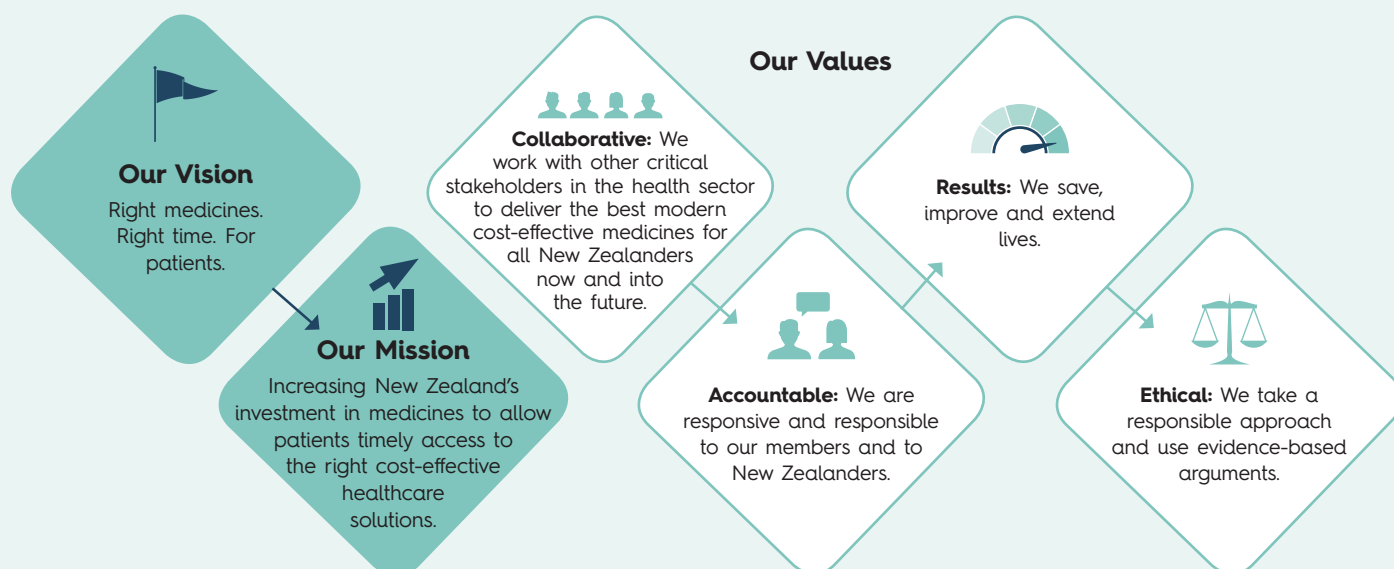 Our Vision
Right medicines.
Right time. For
patients.
Our Mission
Increasing New Zealand's
investment in medicines to allow
patients timely access to
the right cost-effective
healthcare
solutions.
Our Values
Collaborative: We
work with other critical
stakeholders in the health sector
to deliver the best modern
cost-effective medicines for
all New Zealanders
now and into
the future.
Accountable: We are
responsive and responsible
to our members and to
New Zealanders.
Results: We save,
improve and extend
lives.
Ethical: We take a
responsible approach
and use evidence-based
arguments.